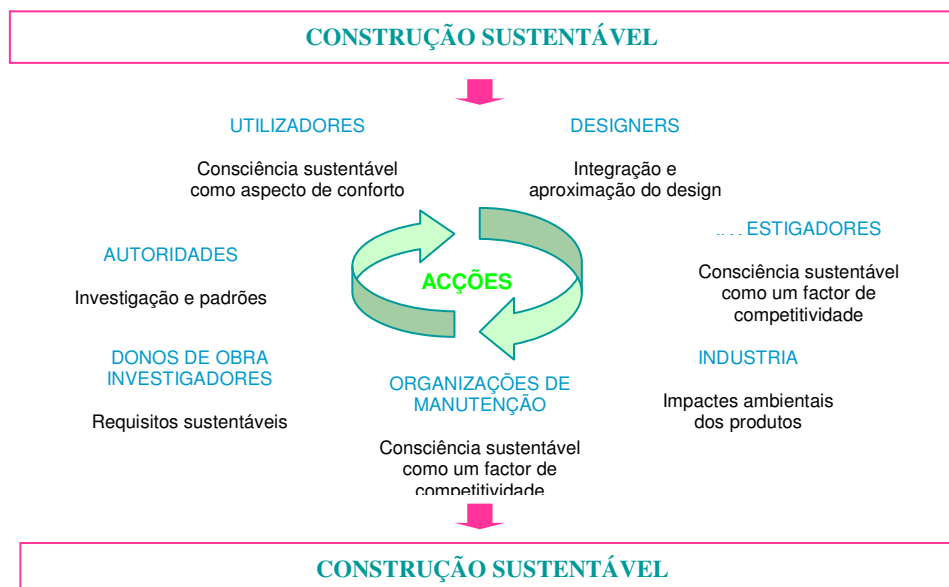 CONSTRUÇÃO SUSTENTÁVEL
UTILIZADORES
Consciência sustentável
como aspecto de conforto
DESIGNERS
Integração e
aproximação do design
AUTORIDADES
Investigação e padrões
ACÇÕES
ESTIGADORES
Consciência sustentável
como um factor de
competitividade
DONOS DE OBRA
INVESTIGADORES
Requisitos sustentáveis
ORGANIZAÇÕES DE
MANUTENÇÃO
Consciência sustentável
como um factor de
competitividade
INDUSTRIA
Impactes ambientais
dos produtos
CONSTRUÇÃO SUSTENTÁVEL